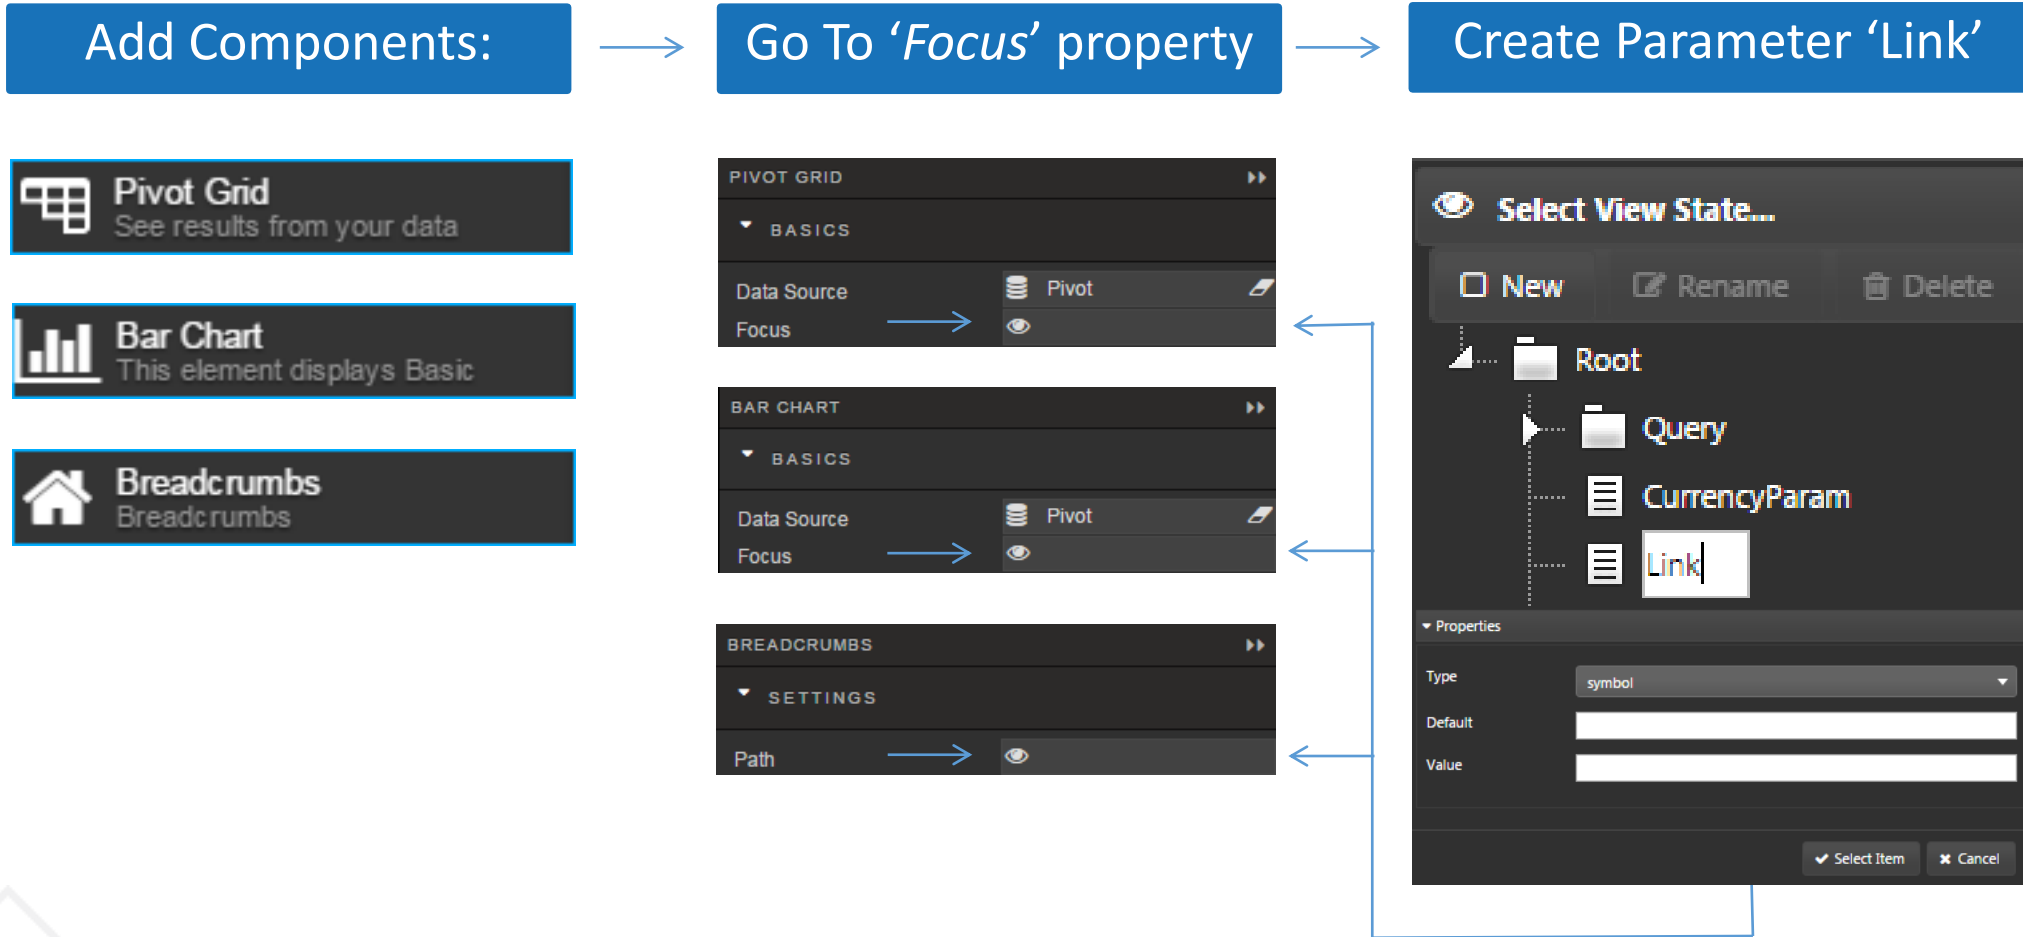 Add Components:
Go To ‘Focus’ property
Create Parameter ‘Link’
Pivot Grid
See results from your data
Bar Chart
This element displays Basic
Breadcrumbs
Breadcrumbs
PIVOT GRID
BASICS
Data Source Pivot
Focus
BAR CHART
BASICS
Data Source Pivot
Focus
BREADCRUMBS
SETTINGS
Path
Select View State...
New Rename Delete
Root
Query
CurrencyParam
Link
Properties
Type symbol
Default
Value
Select Item Cancel